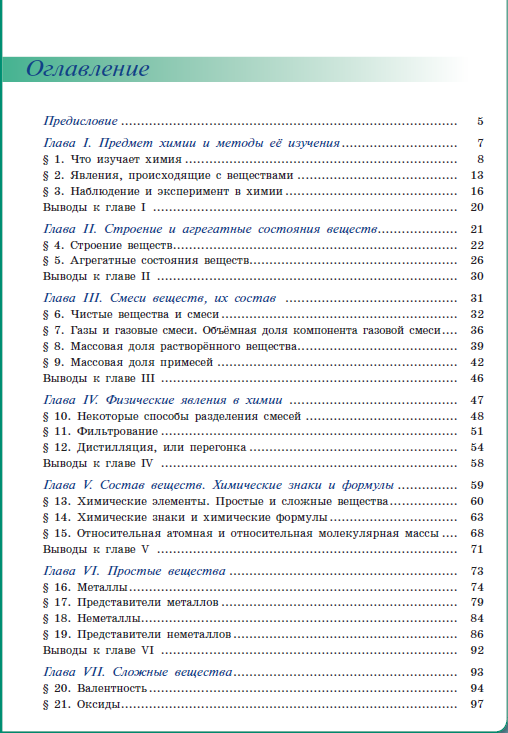 Оглавление
Предисловие ........ 5
Глава I. Предмет химии и методы её изучения ........ 7
§ 1. Что изучает химия ........ 8
§ 2. Явления, происходящие с веществами ........ 13
§ 3. Наблюдение и эксперимент в химии ........ 16
Выводы к главе I ........ 20
Глава II. Строение и агрегатные состояния веществ ........ 21
§ 4. Строение веществ ........ 22
§ 5. Агрегатные состояния веществ ........ 26
Выводы к главе II ........ 30
Глава III. Смеси веществ, их состав ........ 31
§ 6. Чистые вещества и смеси ........ 32
§ 7. Газы и газовые смеси. Объёмная доля компонента газовой смеси .... 36
§ 8. Массовая доля растворённого вещества ........ 39
§ 9. Массовая доля примесей ........ 42
Выводы к главе III ........ 46
Глава IV. Физические явления в химии ........ 47
§ 10. Некоторые способы разделения смесей ........ 48
§ 11. Фильтрование ........ 51
§ 12. Дистилляция, или перегонка ........ 54
Выводы к главе IV ........ 58
Глава V. Состав веществ. Химические знаки и формулы ........ 59
§ 13. Химические элементы. Простые и сложные вещества ........ 60
§ 14. Химические знаки и химические формулы ........ 63
§ 15. Относительная атомная и относительная молекулярная массы .... 68
Выводы к главе V ........ 71
Глава VI. Простые вещества ........ 73
§ 16. Металлы ........ 74
§ 17. Представители металлов ........ 79
§ 18. Неметаллы ........ 84
§ 19. Представители неметаллов ........ 86
Выводы к главе VI ........ 92
Глава VII. Сложные вещества ........ 93
§ 20. Валентность ........ 94
§ 21. Оксиды ........ 97